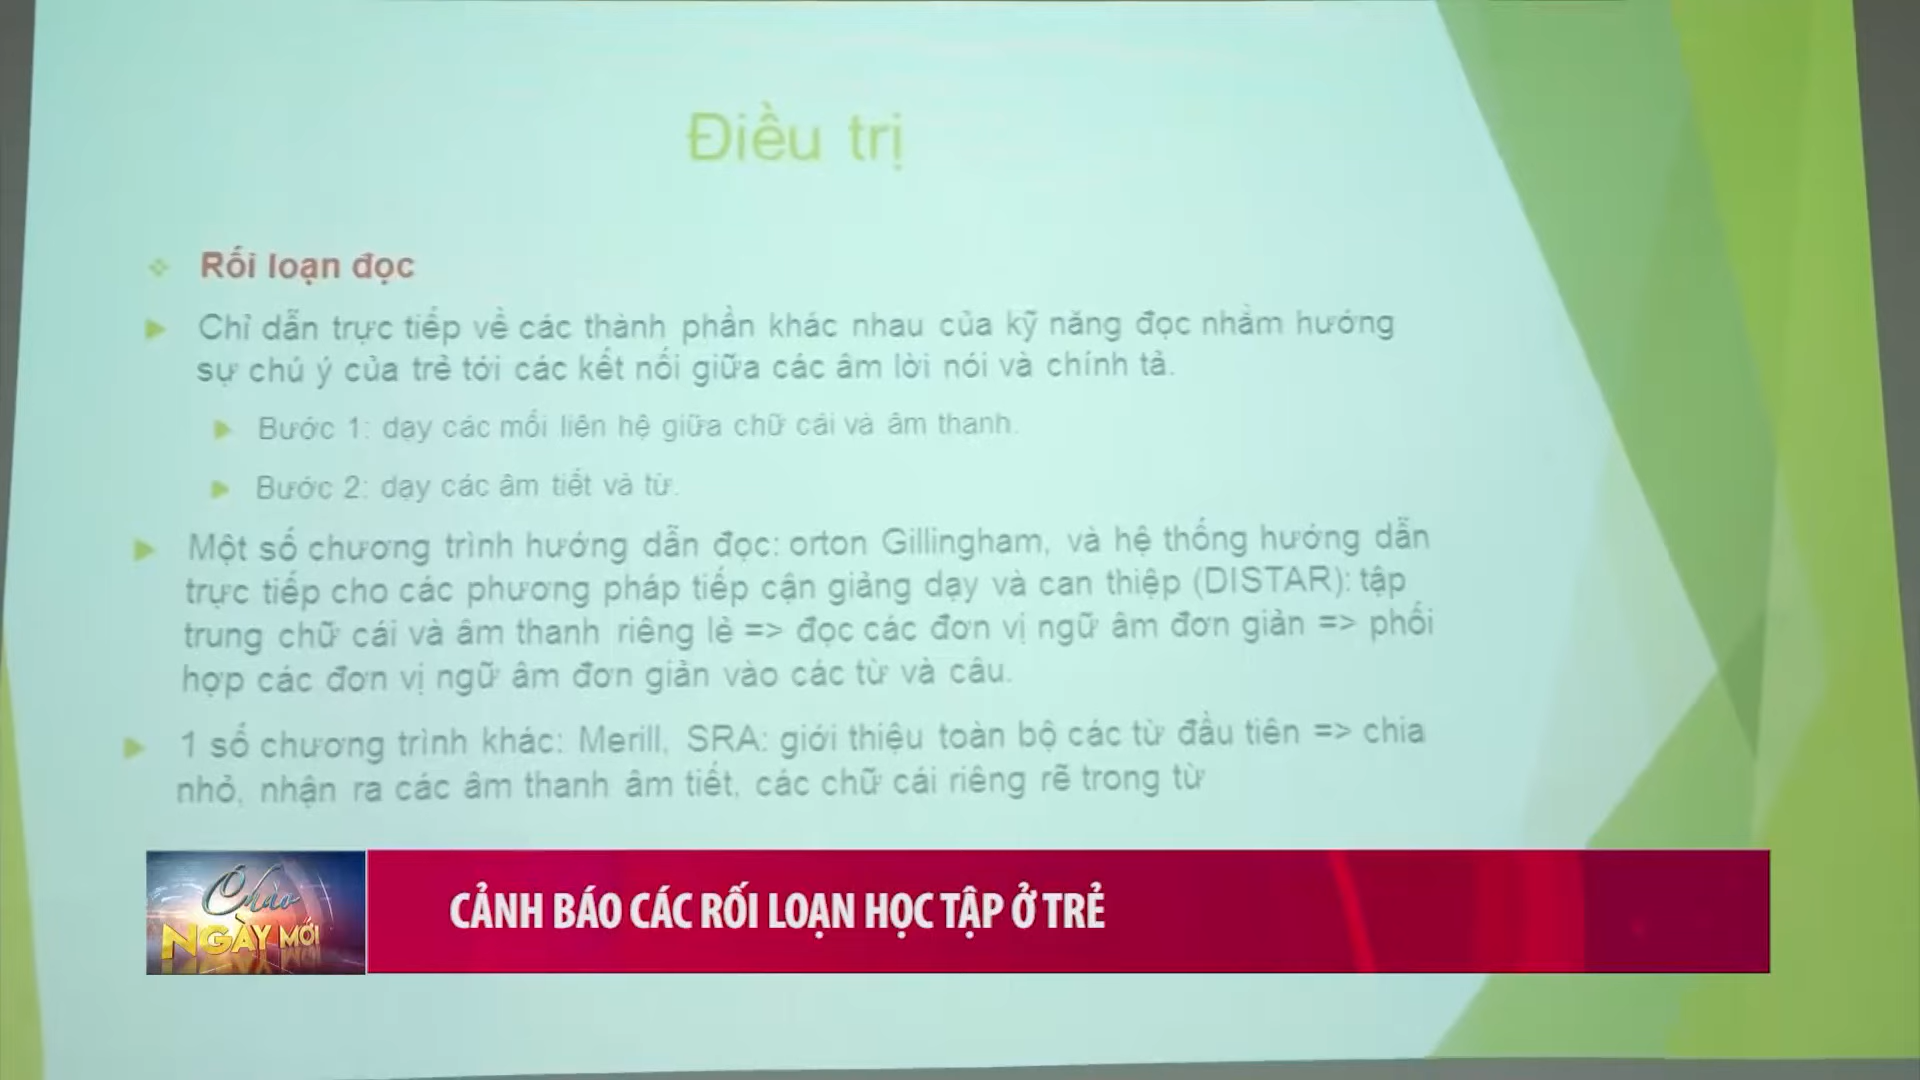 Điều trị
Rối loạn đọc
Chỉ dẫn trực tiếp về các thành phần khác nhau của kỹ năng đọc nhằm hướng
sự chú ý của trẻ tới các kết nối giữa các âm lời nói và chính tả.
Bước 1: dạy các mối liên hệ giữa chữ cái và âm thanh.
Bước 2: dạy các âm tiết và từ.
Một số chương trình hướng dẫn đọc: orton Gillingham, và hệ thống hướng dẫn
trực tiếp cho các phương pháp tiếp cận giảng dạy và can thiệp (DISTAR): tập
trung chữ cái và âm thanh riêng lẻ => đọc các đơn vị ngữ âm đơn giản => phối
hợp các đơn vị ngữ âm đơn giản vào các từ và câu.
1 số chương trình khác: Merill, SRA: giới thiệu toàn bộ các từ đầu tiên => chia
nhỏ, nhận ra các âm thanh âm tiết, các chữ cái riêng rẽ trong từ
Chào
NGÀY MỚI
CẢNH BÁO CÁC RỐI LOẠN HỌC TẬP Ở TRẺ